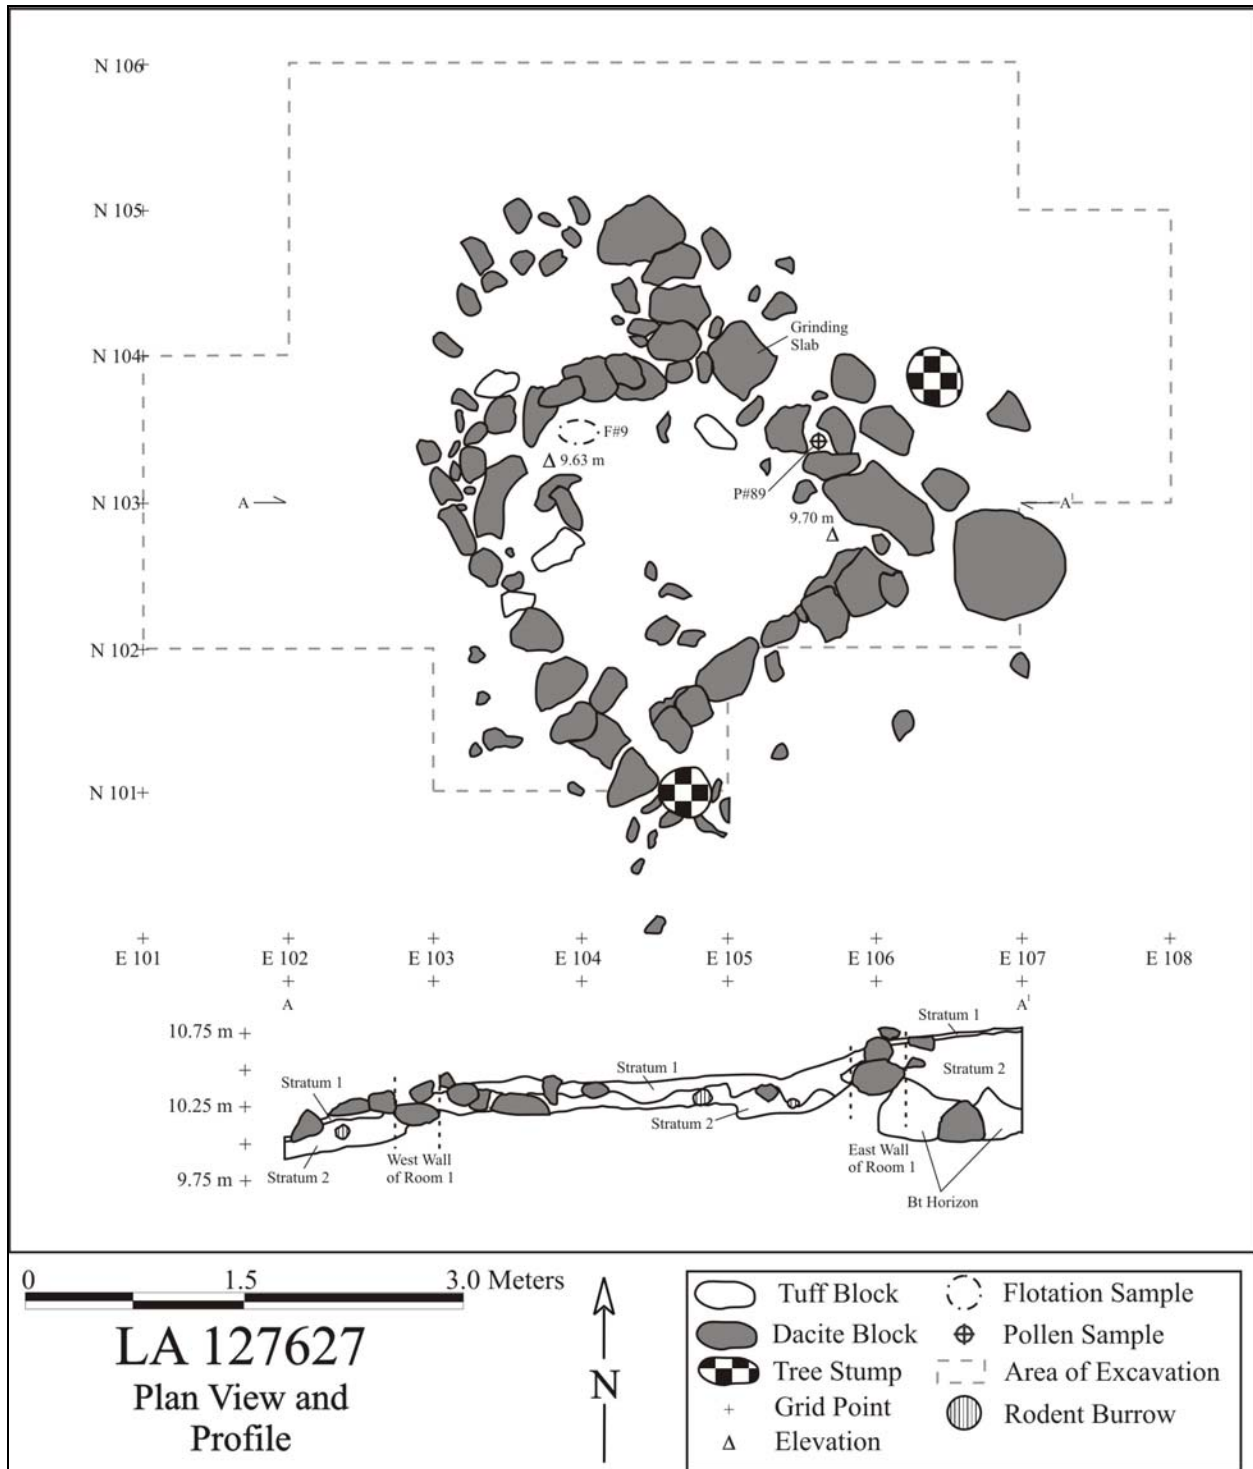 N 106
N 105
N 104
Grinding
Slab
F#9
Δ 9.63 m
P#89
N 103
A
A¹
9.70 m
Δ
N 102
N 101
E 101
E 102
E 103
E 104
E 105
E 106
E 107
E 108
A
A¹
10.75 m
Stratum 1
Stratum 1
Stratum 1
Stratum 2
10.25 m
Stratum 2
West Wall
of Room 1
East Wall
of Room 1
Stratum 2
9.75 m
Bt Horizon
0 1.5 3.0 Meters
LA 127627
Plan View and
Profile
N
Tuff Block
Dacite Block
Tree Stump
Grid Point
Δ Elevation
Flotation Sample
Pollen Sample
Area of Excavation
Rodent Burrow